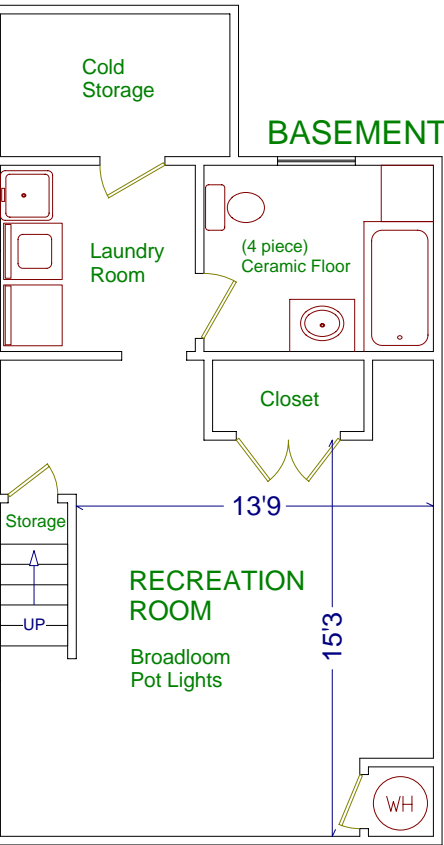 Cold
Storage
BASEMENT
Laundry
Room
(4 piece)
Ceramic Floor
Closet
13'9
Storage
RECREATION
ROOM
UP
15'3
Broadloom
Pot Lights
WH